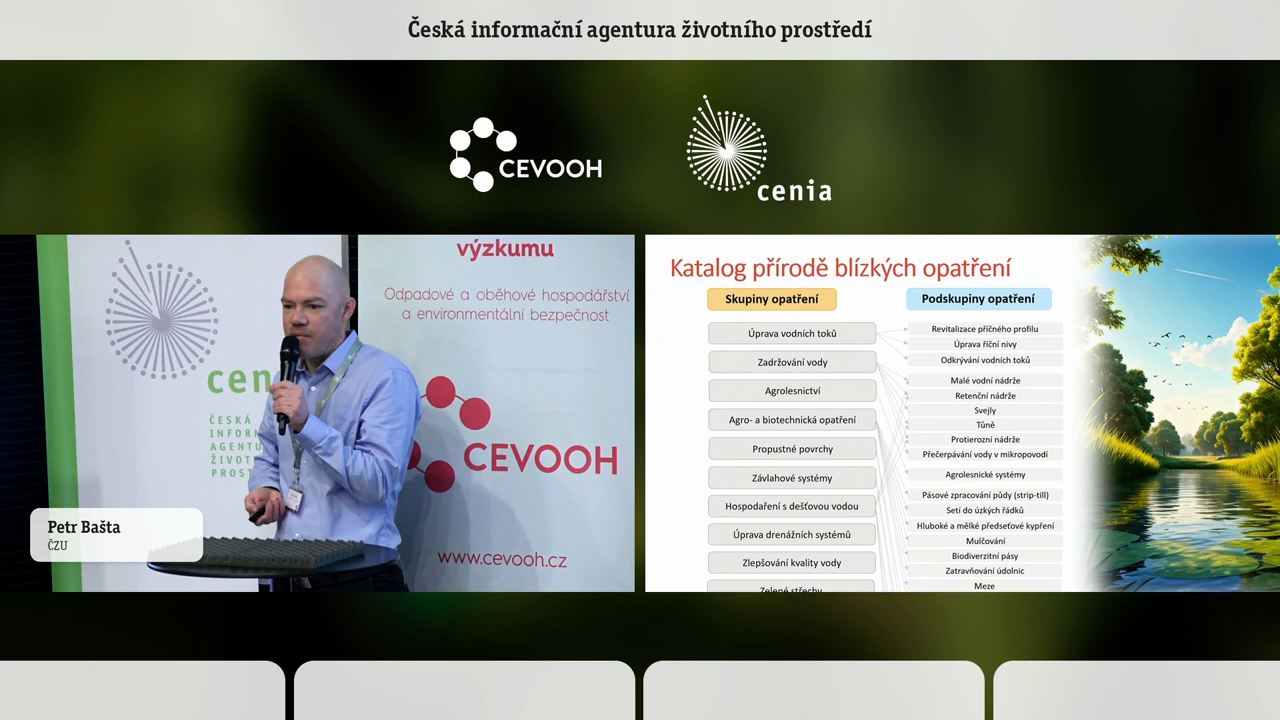 Česká informační agentura životního prostředí
CEVOOH
cenia
výzkumu
Odpadové a oběhové hospodářství
a environmentální bezpečnost
cen
ČESKÁ
INFORM
AGENTU
ŽIVOT
PROST
CEVOOH
www.cevooh.cz
Petr Bašta
ČZU
Katalog přírodě blízkých opatření
Skupiny opatření
Úprava vodních toků
Zadržování vody
Agrolesnictví
Agro- a biotechnická opatření
Propustné povrchy
Závlahové systémy
Hospodaření s dešťovou vodou
Úprava drenážních systémů
Zlepšování kvality vody
Zelené střechy
Podskupiny opatření
Revitalizace příčného profilu
Úprava říční nivy
Odkrývání vodních toků
Malé vodní nádrže
Retenční nádrže
Svejly
Tůně
Protierozní nádrže
Přečerpávání vody v mikropovodí
Agrolesnické systémy
Pásové zpracování půdy (strip-till)
Setí do úzkých řádků
Hluboké a mělké předseťové kypření
Mulčování
Biodiverzitní pásy
Zatravňování údolnic
Meze